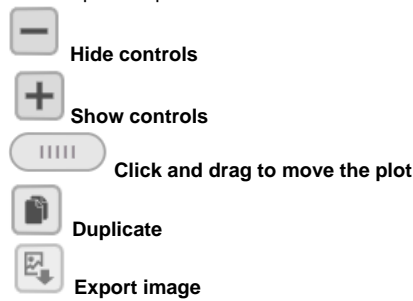 Hide controls
Show controls
Click and drag to move the plot
Duplicate
Export image